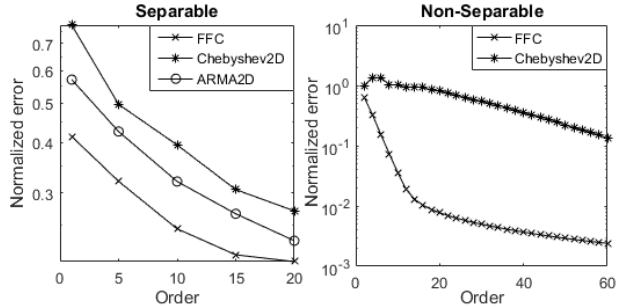 Separable
Normalized error
0.7
0.6
0.5
0.4
0.3
FFC
Chebyshev2D
ARMA2D
0 5 10 15 20
Order
Non-Separable
Normalized error
10^1
10^0
10^-1
10^-2
10^-3
FFC
Chebyshev2D
0 20 40 60
Order